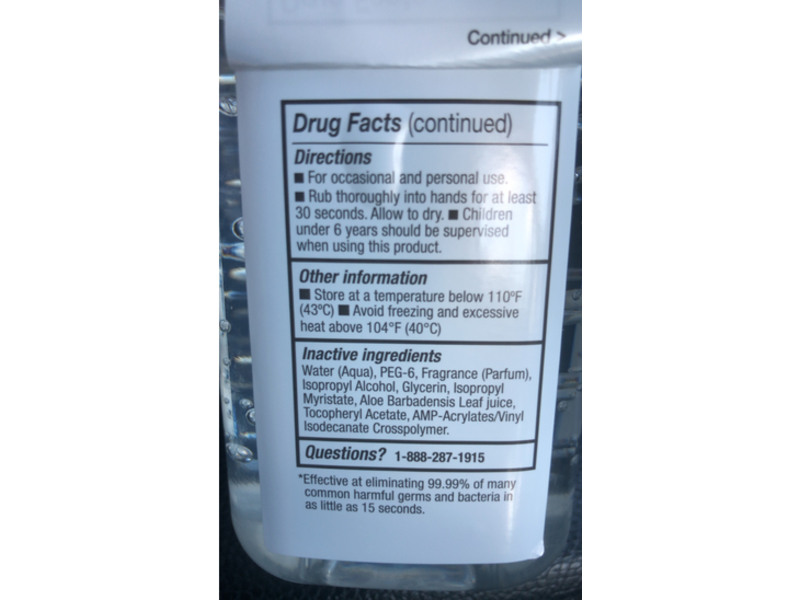 Continued >
Drug Facts (continued)
Directions
■ For occasional and personal use.
■ Rub thoroughly into hands for at least
30 seconds. Allow to dry. ■ Children
under 6 years should be supervised
when using this product.
Other information
■ Store at a temperature below 110ºF
(43ºC) ■ Avoid freezing and excessive
heat above 104°F (40°C)
Inactive ingredients
Water (Aqua), PEG-6, Fragrance (Parfum),
Isopropyl Alcohol, Glycerin, Isopropyl
Myristate, Aloe Barbadensis Leaf juice,
Tocopheryl Acetate, AMP-Acrylates/Vinyl
Isodecanate Crosspolymer.
Questions? 1-888-287-1915
*Effective at eliminating 99.99% of many
common harmful germs and bacteria in
as little as 15 seconds.